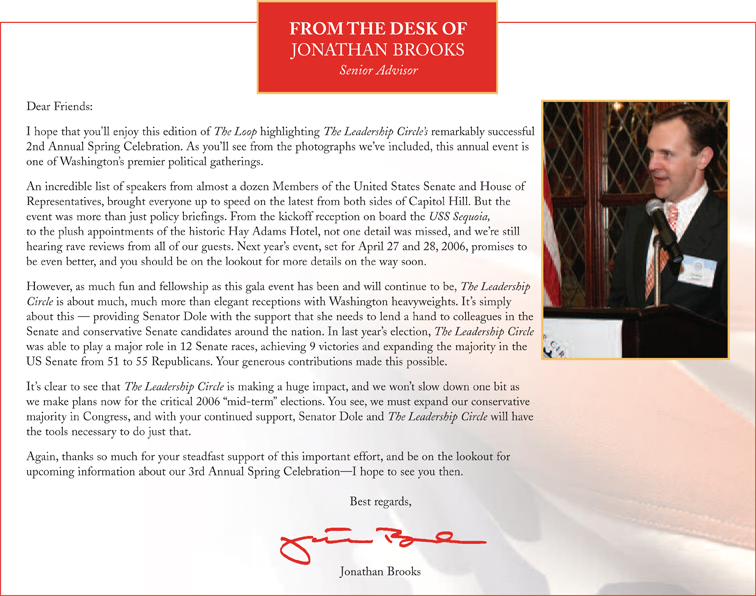 FROM THE DESK OF
JONATHAN BROOKS
Senior Advisor
Dear Friends:
I hope that you'll enjoy this edition of The Loop highlighting The Leadership Circle's remarkably successful
2nd Annual Spring Celebration. As you'll see from the photographs we've included, this annual event is
one of Washington's premier political gatherings.
An incredible list of speakers from almost a dozen Members of the United States Senate and House of
Representatives, brought everyone up to speed on the latest from both sides of Capitol Hill. But the
event was more than just policy briefings. From the kickoff reception on board the USS Sequoia,
to the plush appointments of the historic Hay Adams Hotel, not one detail was missed, and we're still
hearing rave reviews from all of our guests. Next year's event, set for April 27 and 28, 2006, promises to
be even better, and you should be on the lookout for more details on the way soon.
However, as much fun and fellowship as this gala event has been and will continue to be, The Leadership
Circle is about much, much more than elegant receptions with Washington heavyweights. It's simply
about this — providing Senator Dole with the support that she needs to lend a hand to colleagues in the
Senate and conservative Senate candidates around the nation. In last year's election, The Leadership Circle
was able to play a major role in 12 Senate races, achieving 9 victories and expanding the majority in the
US Senate from 51 to 55 Republicans. Your generous contributions made this possible.
It's clear to see that The Leadership Circle is making a huge impact, and we won't slow down one bit as
we make plans now for the critical 2006 "mid-term" elections. You see, we must expand our conservative
majority in Congress, and with your continued support, Senator Dole and The Leadership Circle will have
the tools necessary to do just that.
Again, thanks so much for your steadfast support of this important effort, and be on the lookout for
upcoming information about our 3rd Annual Spring Celebration—I hope to see you then.
Best regards,
Jonathan Brooks